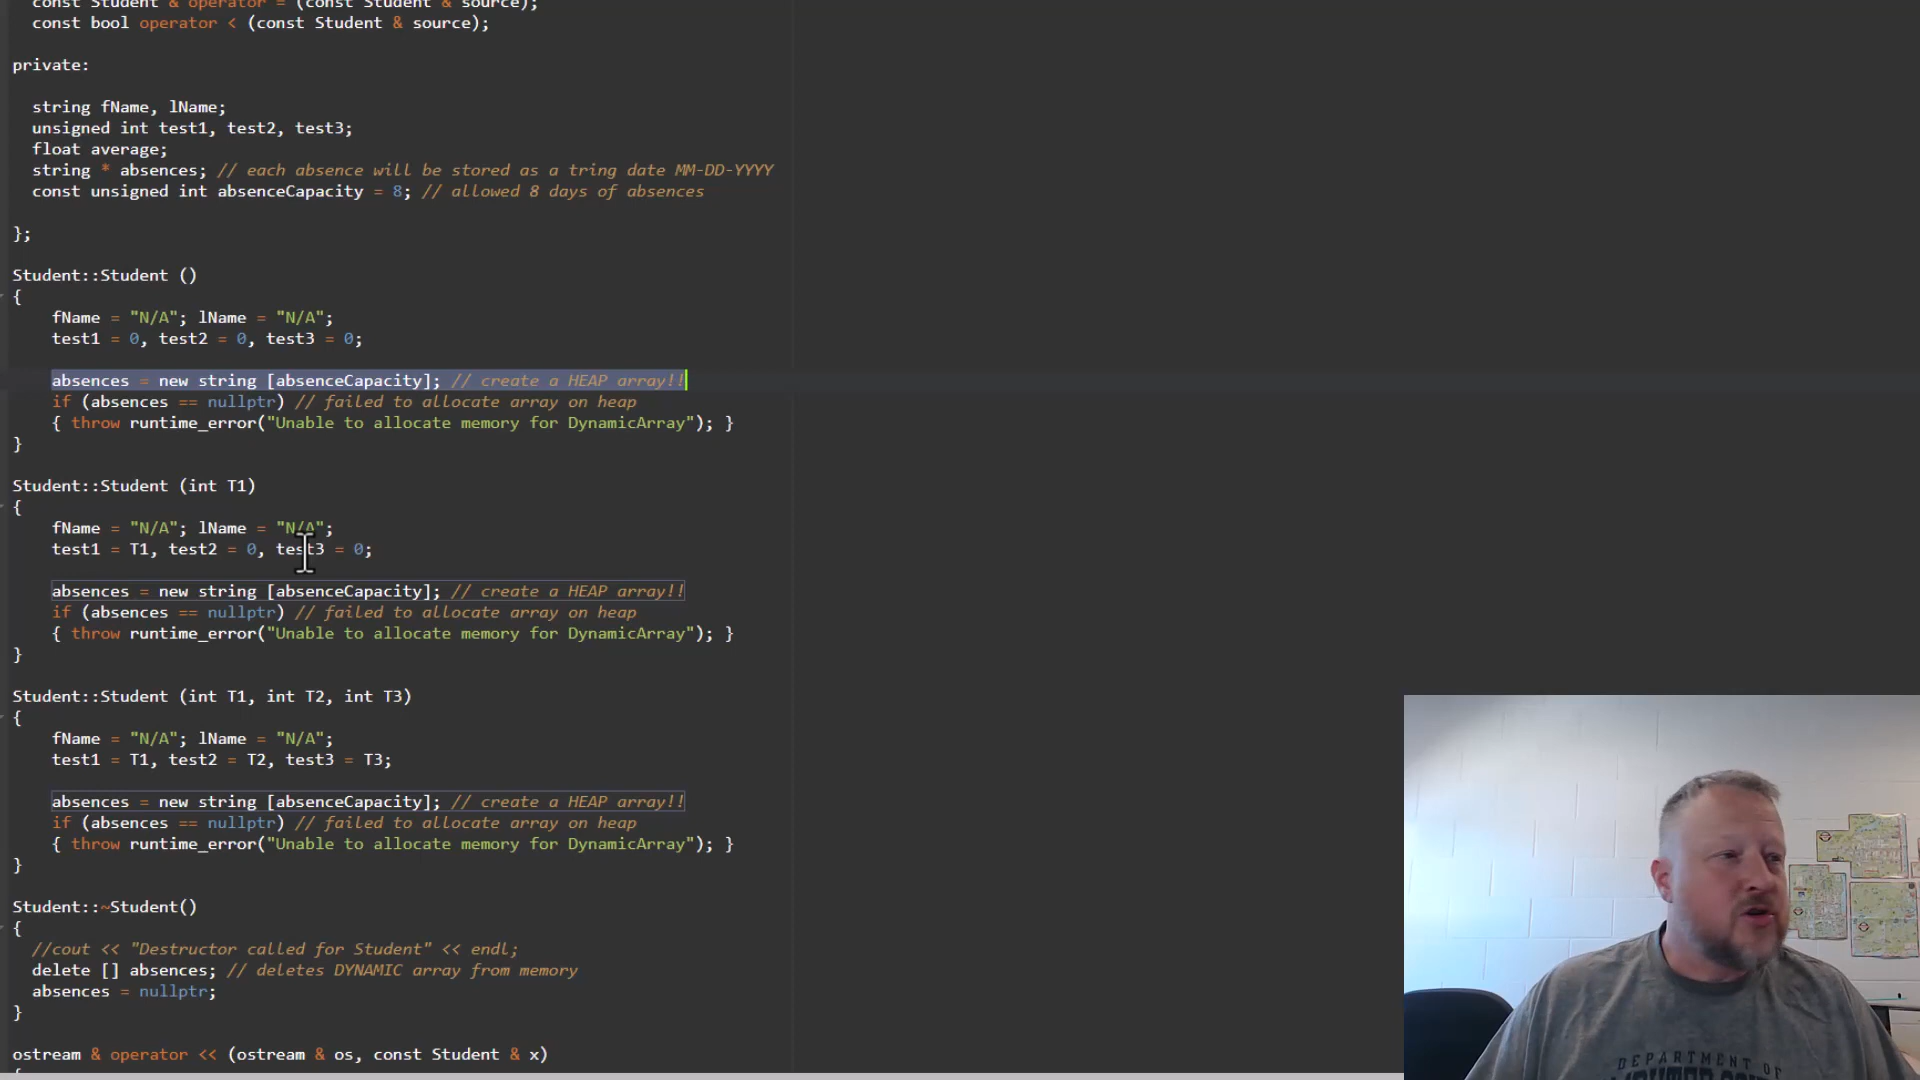 const Student & operator = (const Student & source);
const bool operator < (const Student & source);
private:
string fName, lName;
unsigned int test1, test2, test3;
float average;
string * absences; // each absence will be stored as a tring date MM-DD-YYYY
const unsigned int absenceCapacity = 8; // allowed 8 days of absences
};
Student::Student ()
{
fName = "N/A"; lName = "N/A";
test1 = 0, test2 = 0, test3 = 0;
absences = new string [absenceCapacity]; // create a HEAP array!!
if (absences == nullptr) // failed to allocate array on heap
{ throw runtime_error("Unable to allocate memory for DynamicArray"); }
}
Student::Student (int T1)
{
fName = "N/A"; lName = "N/A";
test1 = T1, test2 = 0, test3 = 0;
absences = new string [absenceCapacity]; // create a HEAP array!!
if (absences == nullptr) // failed to allocate array on heap
{ throw runtime_error("Unable to allocate memory for DynamicArray"); }
}
Student::Student (int T1, int T2, int T3)
{
fName = "N/A"; lName = "N/A";
test1 = T1, test2 = T2, test3 = T3;
absences = new string [absenceCapacity]; // create a HEAP array!!
if (absences == nullptr) // failed to allocate array on heap
{ throw runtime_error("Unable to allocate memory for DynamicArray"); }
}
Student::~Student()
{
//cout << "Destructor called for Student" << endl;
delete [] absences; // deletes DYNAMIC array from memory
absences = nullptr;
}
ostream & operator << (ostream & os, const Student & x)
{
DEPARTMENT OF